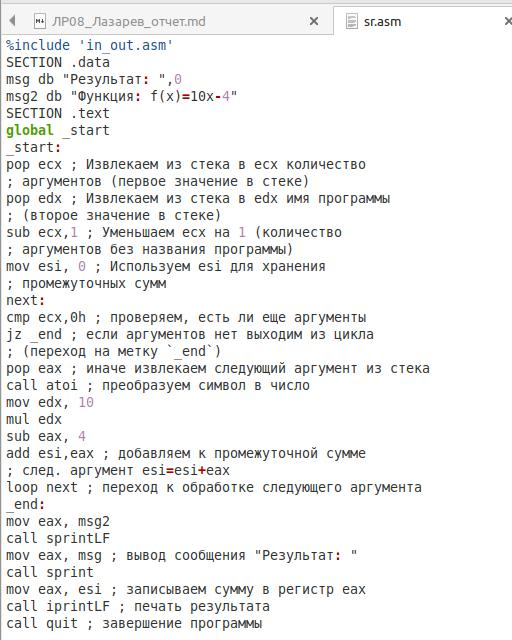 ЛР08_Лазарев_отчет.md
sr.asm
%include 'in_out.asm'
SECTION .data
msg db "Результат: ",0
msg2 db "Функция: f(x)=10x-4"
SECTION .text
global _start
_start:
pop ecx ; Извлекаем из стека в ecx количество
; аргументов (первое значение в стеке)
pop edx ; Извлекаем из стека в edx имя программы
; (второе значение в стеке)
sub ecx,1 ; Уменьшаем ecx на 1 (количество
; аргументов без названия программы)
mov esi, 0 ; Используем esi для хранения
; промежуточных сумм
next:
cmp ecx,0h ; проверяем, есть ли еще аргументы
jz _end ; если аргументов нет выходим из цикла
; (переход на метку `_end`)
pop eax ; иначе извлекаем следующий аргумент из стека
call atoi ; преобразуем символ в число
mov edx, 10
mul edx
sub eax, 4
add esi,eax ; добавляем к промежуточной сумме
; след. аргумент esi=esi+eax
loop next ; переход к обработке следующего аргумента
_end:
mov eax, msg2
call sprintLF
mov eax, msg ; вывод сообщения "Результат: "
call sprint
mov eax, esi ; записываем сумму в регистр eax
call iprintLF ; печать результата
call quit ; завершение программы